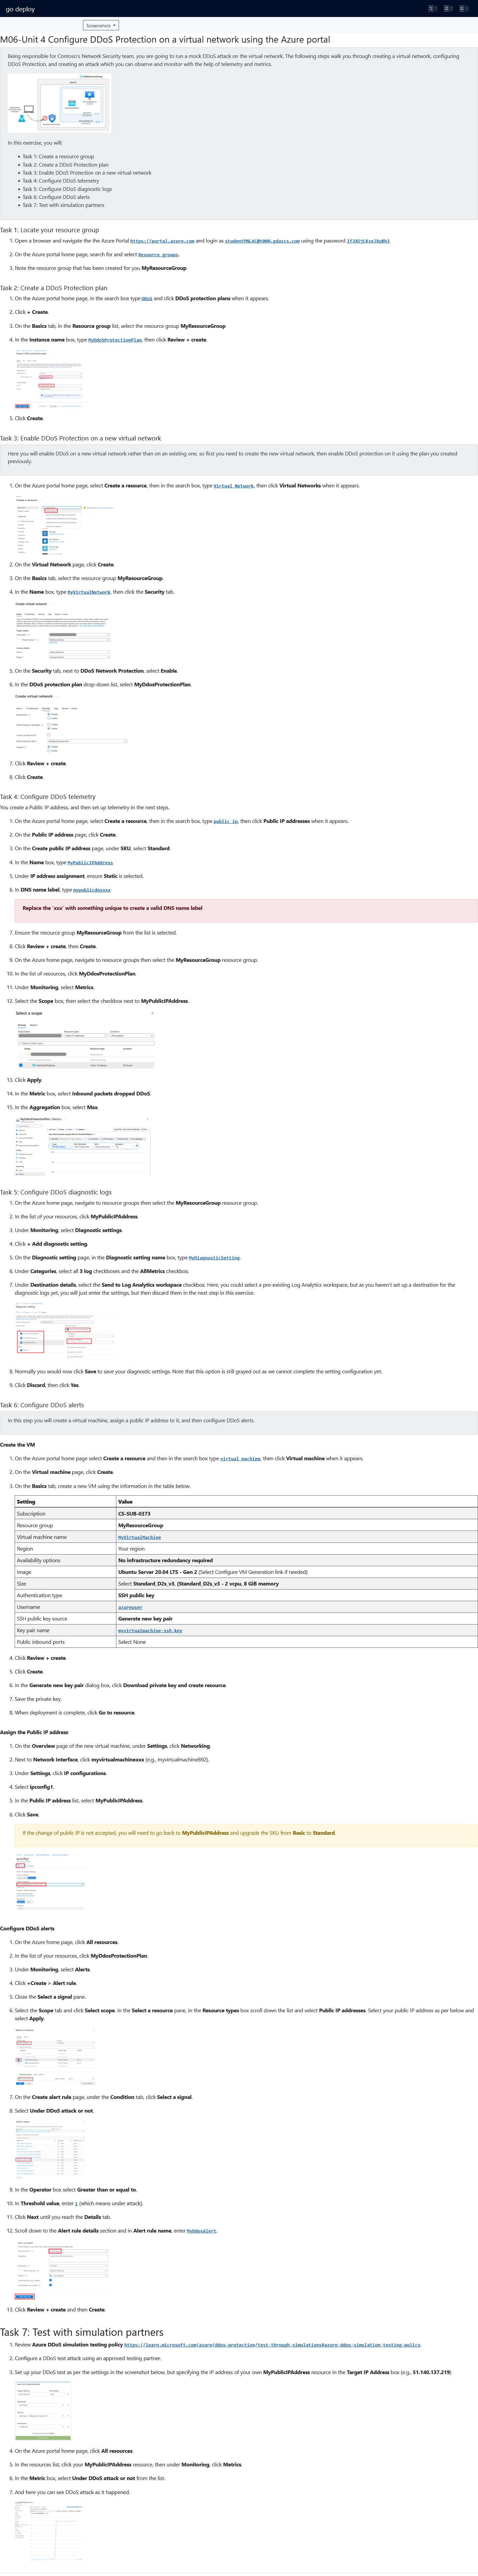 go deploy
Screenshots
M06-Unit 4 Configure DDoS Protection on a virtual network using the Azure portal
Being responsible for Contoso's Network Security team, you are going to run a mock DDoS attack on the virtual network. The following steps walk you through creating a virtual network, configuring
DDoS Protection, and creating an attack which you can observe and monitor with the help of telemetry and metrics.
In this exercise, you will:
• Task 1: Create a resource group
• Task 2: Create a DDoS Protection plan
• Task 3: Enable DDoS Protection on a new virtual network
• Task 4: Configure DDoS telemetry
• Task 5: Configure DDoS diagnostic logs
• Task 6: Configure DDoS alerts
• Task 7: Test with simulation partners
Task 1: Locate your resource group
1. Open a browser and navigate the the Azure Portal https://portal.azure.com and login as using the password
2. On the Azure portal home page, search for and select Resource groups.
3. Note the resource group that has been created for you MyResourceGroup
Task 2: Create a DDoS Protection plan
1. On the Azure portal home page, in the search box type DDoS and click DDoS protection plans when it appears.
2. Click + Create.
3. On the Basics tab, in the Resource group list, select the resource group MyResourceGroup
4. In the Instance name box, type MyDdoSProtectionPlan, then click Review + create.
5. Click Create.
Task 3: Enable DDoS Protection on a new virtual network
Here you will enable DDoS on a new virtual network rather than on an existing one, so first you need to create the new virtual network, then enable DDoS protection on it using the plan you created
previously.
1. On the Azure portal home page, select Create a resource, then in the search box, type Virtual Network, then click Virtual Networks when it appears.
2. On the Virtual Network page, click Create.
3. On the Basics tab, select the resource group MyResourceGroup.
4. In the Name box, type MyVirtualNetwork, then click the Security tab.
Create virtual network
5. On the Security tab, next to DDoS Network Protection, select Enable.
6. In the DDoS protection plan drop-down list, select MyDdosProtectionPlan.
Create virtual network
7. Click Review + create.
8. Click Create.
Task 4: Configure DDoS telemetry
You create a Public IP address, and then set up telemetry in the next steps.
1. On the Azure portal home page, select Create a resource, then in the search box, type public ip, then click Public IP addresses when it appears.
2. On the Public IP address page, click Create.
3. On the Create public IP address page, under SKU, select Standard.
4. In the Name box, type MyPublicIPAddress
5. Under IP address assignment, ensure Static is selected.
6. In DNS name label, type mypublicdnsxxx
Replace the 'xxx' with something unique to create a valid DNS name label
7. Ensure the resource group MyResourceGroup from the list is selected.
8. Click Review + create, then Create.
9. On the Azure home page, navigate to resource groups then select the MyResourceGroup resource group.
10. In the list of resources, click MyDdosProtectionPlan.
11. Under Monitoring, select Metrics.
12. Select the Scope box, then select the checkbox next to MyPublicIPAddress.
Select a scope
13. Click Apply.
14. In the Metric box, select Inbound packets dropped DDoS.
15. In the Aggregation box, select Max.
Task 5: Configure DDoS diagnostic logs
1. On the Azure home page, navigate to resource groups then select the MyResourceGroup resource group.
2. In the list of your resources, click MyPublicIPAddress.
3. Under Monitoring, select Diagnostic settings.
4. Click + Add diagnostic setting.
5. On the Diagnostic setting page, in the Diagnostic setting name box, type MyDiagnosticSetting.
6. Under Categories, select all 3 log checkboxes and the AllMetrics checkbox.
7. Under Destination details, select the Send to Log Analytics workspace checkbox. Here, you could select a pre-existing Log Analytics workspace, but as you haven't set up a destination for the
diagnostic logs yet, you will just enter the settings, but then discard them in the next step in this exercise.
8. Normally you would now click Save to save your diagnostic settings. Note that this option is still grayed out as we cannot complete the setting configuration yet.
9. Click Discard, then click Yes.
Task 6: Configure DDoS alerts
In this step you will create a virtual machine, assign a public IP address to it, and then configure DDoS alerts.
Create the VM
1. On the Azure portal home page select Create a resource and then in the search box type virtual machine, then click Virtual machine when it appears.
2. On the Virtual machine page, click Create.
3. On the Basics tab, create a new VM using the information in the table below.
Setting Value
Subscription CS-SUB-0373
Resource group MyResourceGroup
Virtual machine name MyVirtualMachine
Region Your region
Availability options No infrastructure redundancy required
Image Ubuntu Server 20.04 LTS - Gen 2 (Select Configure VM Generation link if needed)
Size Select Standard_D2s_v3, (Standard_D2s_v3 - 2 vcpu, 8 GiB memory
Authentication type SSH public key
Username azureuser
SSH public key source Generate new key pair
Key pair name myvirtualmachine-ssh-key
Public inbound ports Select None
4. Click Review + create.
5. Click Create.
6. In the Generate new key pair dialog box, click Download private key and create resource.
7. Save the private key.
8. When deployment is complete, click Go to resource.
Assign the Public IP address
1. On the Overview page of the new virtual machine, under Settings, click Networking.
2. Next to Network Interface, click myvirtualmachinexxx (e.g., myvirtualmachine892).
3. Under Settings, click IP configurations.
4. Select ipconfig1.
5. In the Public IP address list, select MyPublicIPAddress.
6. Click Save.
If the change of public IP is not accepted, you will need to go back to MyPublicIPAddress and upgrade the SKU from Basic to Standard.
ipconfig1
Configure DDoS alerts
1. On the Azure home page, click All resources.
2. In the list of your resources, click MyDdosProtectionPlan.
3. Under Monitoring, select Alerts.
4. Click +Create > Alert rule.
5. Close the Select a signal pane.
6. Select the Scope tab and click Select scope. In the Select a resource pane, in the Resource types box scroll down the list and select Public IP addresses. Select your public IP address as per below and
select Apply.
7. On the Create alert rule page, under the Condition tab, click Select a signal.
8. Select Under DDoS attack or not.
9. In the Operator box select Greater than or equal to.
10. In Threshold value, enter 1 (which means under attack).
11. Click Next until you reach the Details tab.
12. Scroll down to the Alert rule details section and in Alert rule name, enter MyDdosAlert.
13. Click Review + create and then Create.
Task 7: Test with simulation partners
1. Review Azure DDoS simulation testing policy https://learn.microsoft.com/azure/ddos-protection/test-through-simulations#azure-ddos-simulation-testing-policy.
2. Configure a DDoS test attack using an approved testing partner.
3. Set up your DDoS test as per the settings in the screenshot below, but specifying the IP address of your own MyPublicIPAddress resource in the Target IP Address box (e.g., 51.140.137.219)
4. On the Azure portal home page, click All resources.
5. In the resources list, click your MyPublicIPAddress resource, then under Monitoring, click Metrics.
6. In the Metric box, select Under DDoS attack or not from the list.
7. And here you can see DDoS attack as it happened.